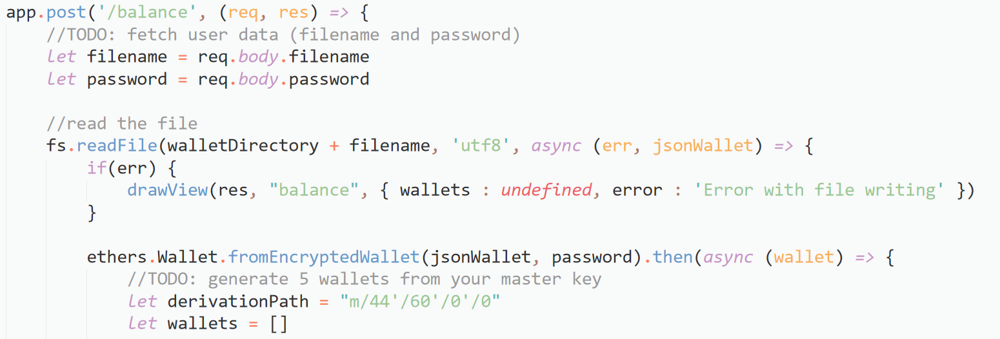 app.post('/balance', (req, res) => {
    //TODO: fetch user data (filename and password)
    let filename = req.body.filename
    let password = req.body.password

    //read the file
    fs.readFile(walletDirectory + filename, 'utf8', async (err, jsonWallet) => {
        if(err) {
            drawView(res, "balance", { wallets : undefined, error : 'Error with file writing' })
        }

        ethers.Wallet.fromEncryptedWallet(jsonWallet, password).then(async (wallet) => {
            //TODO: generate 5 wallets from your master key
            let derivationPath = "m/44'/60'/0'/0"
            let wallets = []